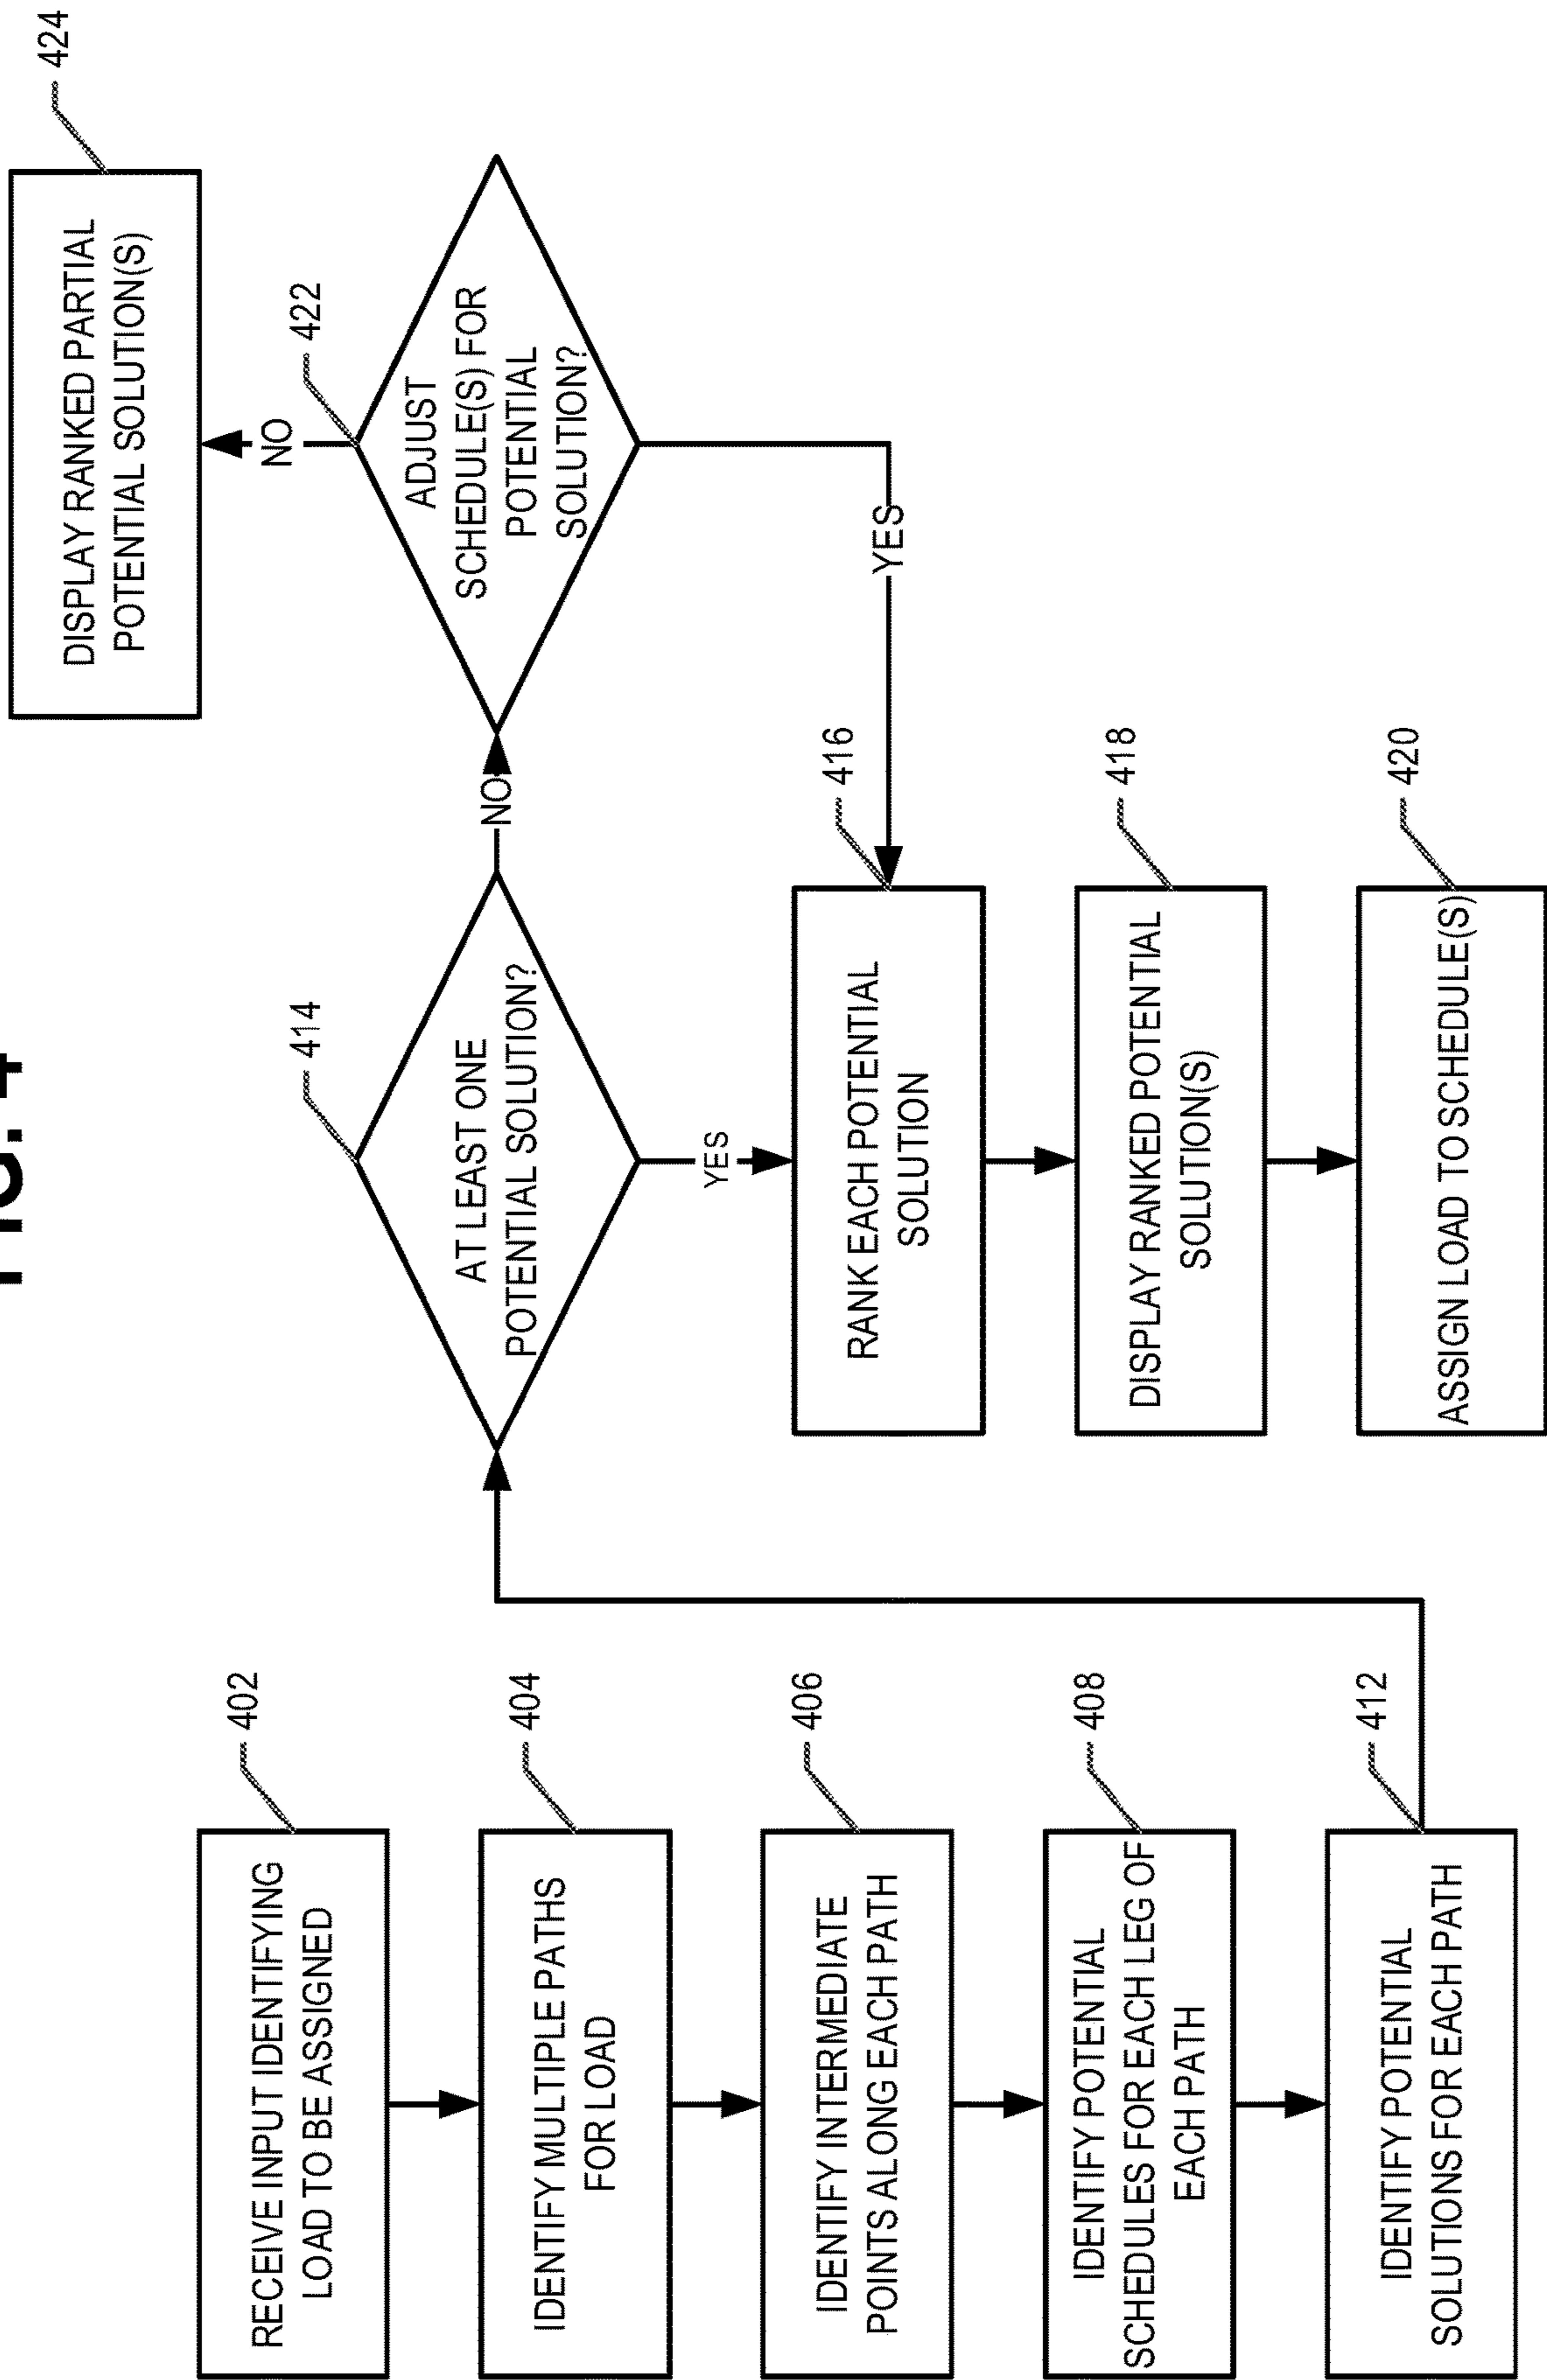 FIG. 4
402
RECEIVE INPUT IDENTIFYING
LOAD TO BE ASSIGNED
404
IDENTIFY MULTIPLE PATHS
FOR LOAD
406
IDENTIFY INTERMEDIATE
POINTS ALONG EACH PATH
408
IDENTIFY POTENTIAL
SCHEDULES FOR EACH LEG OF
EACH PATH
412
IDENTIFY POTENTIAL
SOLUTIONS FOR EACH PATH
414
AT LEAST ONE
POTENTIAL SOLUTION?
NO
YES
416
RANK EACH POTENTIAL
SOLUTION
418
DISPLAY RANKED POTENTIAL
SOLUTION(S)
420
ASSIGN LOAD TO SCHEDULE(S)
422
ADJUST
SCHEDULE(S) FOR
POTENTIAL
SOLUTION?
NO
YES
424
DISPLAY RANKED PARTIAL
POTENTIAL SOLUTION(S)